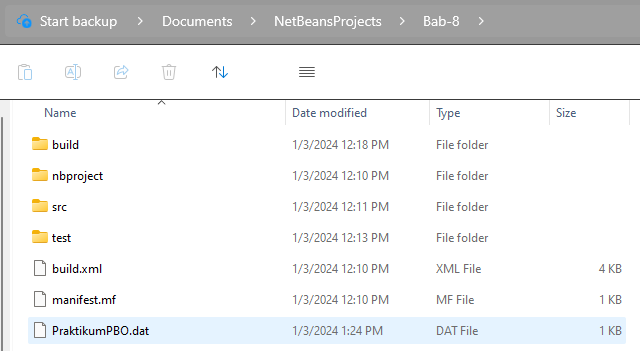 Start backup > Documents > NetBeansProjects > Bab-8 >
Name Date modified Type Size
build 1/3/2024 12:18 PM File folder
nbproject 1/3/2024 12:10 PM File folder
src 1/3/2024 12:11 PM File folder
test 1/3/2024 12:13 PM File folder
build.xml 1/3/2024 12:10 PM XML File 4 KB
manifest.mf 1/3/2024 12:10 PM MF File 1 KB
PraktikumPBO.dat 1/3/2024 1:24 PM DAT File 1 KB